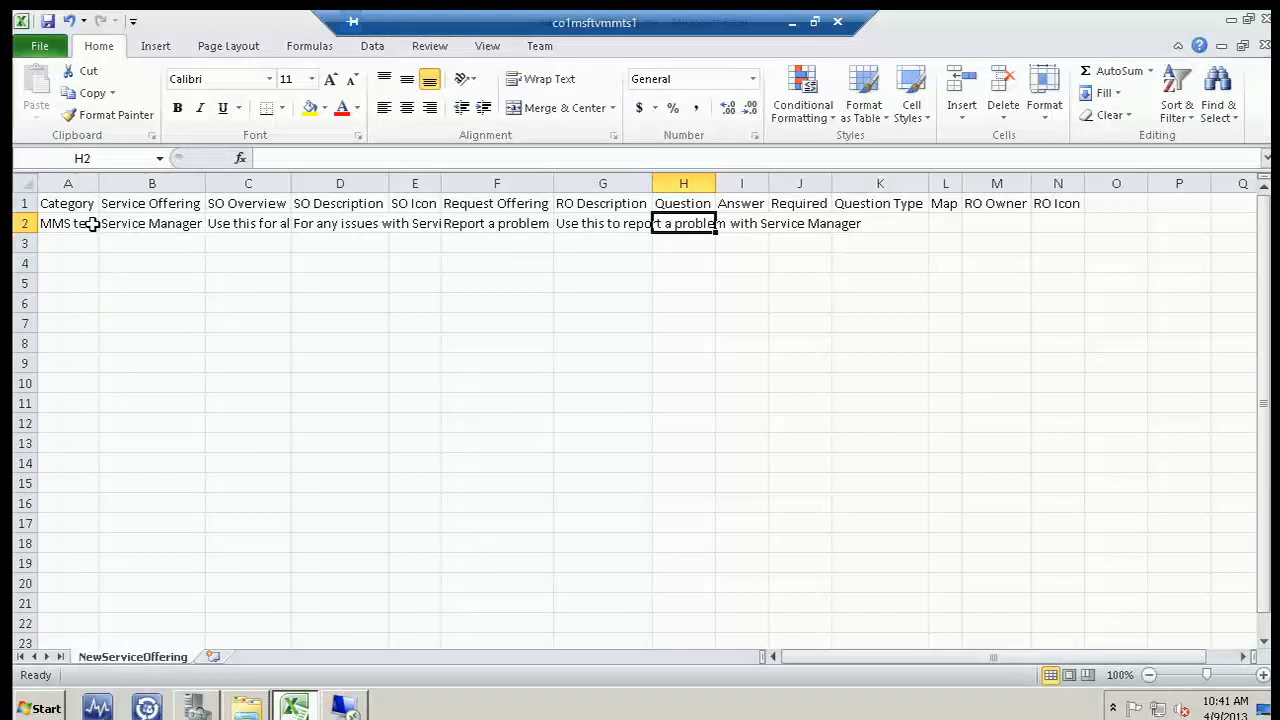 co1msftvmmts1
File Home Insert Page Layout Formulas Data Review View Team
Cut
Copy
Format Painter
Paste
Clipboard
Calibri 11
B I U
Font
Wrap Text
Merge & Center
Alignment
General
$ % ,
Number
Conditional Formatting
Format as Table
Cell Styles
Styles
Insert Delete Format
Cells
AutoSum
Fill
Clear
Sort & Filter
Find & Select
Editing
H2 fx
A B C D E F G H I J K L M N O P Q
1 Category Service Offering SO Overview SO Description SO Icon Request Offering RO Description Question Answer Required Question Type Map RO Owner RO Icon
2 MMS Service Manager Use this for al For any issues with Servi Report a problem Use this to report a problem with Service Manager
3
4
5
6
7
8
9
10
11
12
13
14
15
16
17
18
19
20
21
22
23
NewServiceOffering
Ready 100%
Start
10:41 AM
4/9/2013